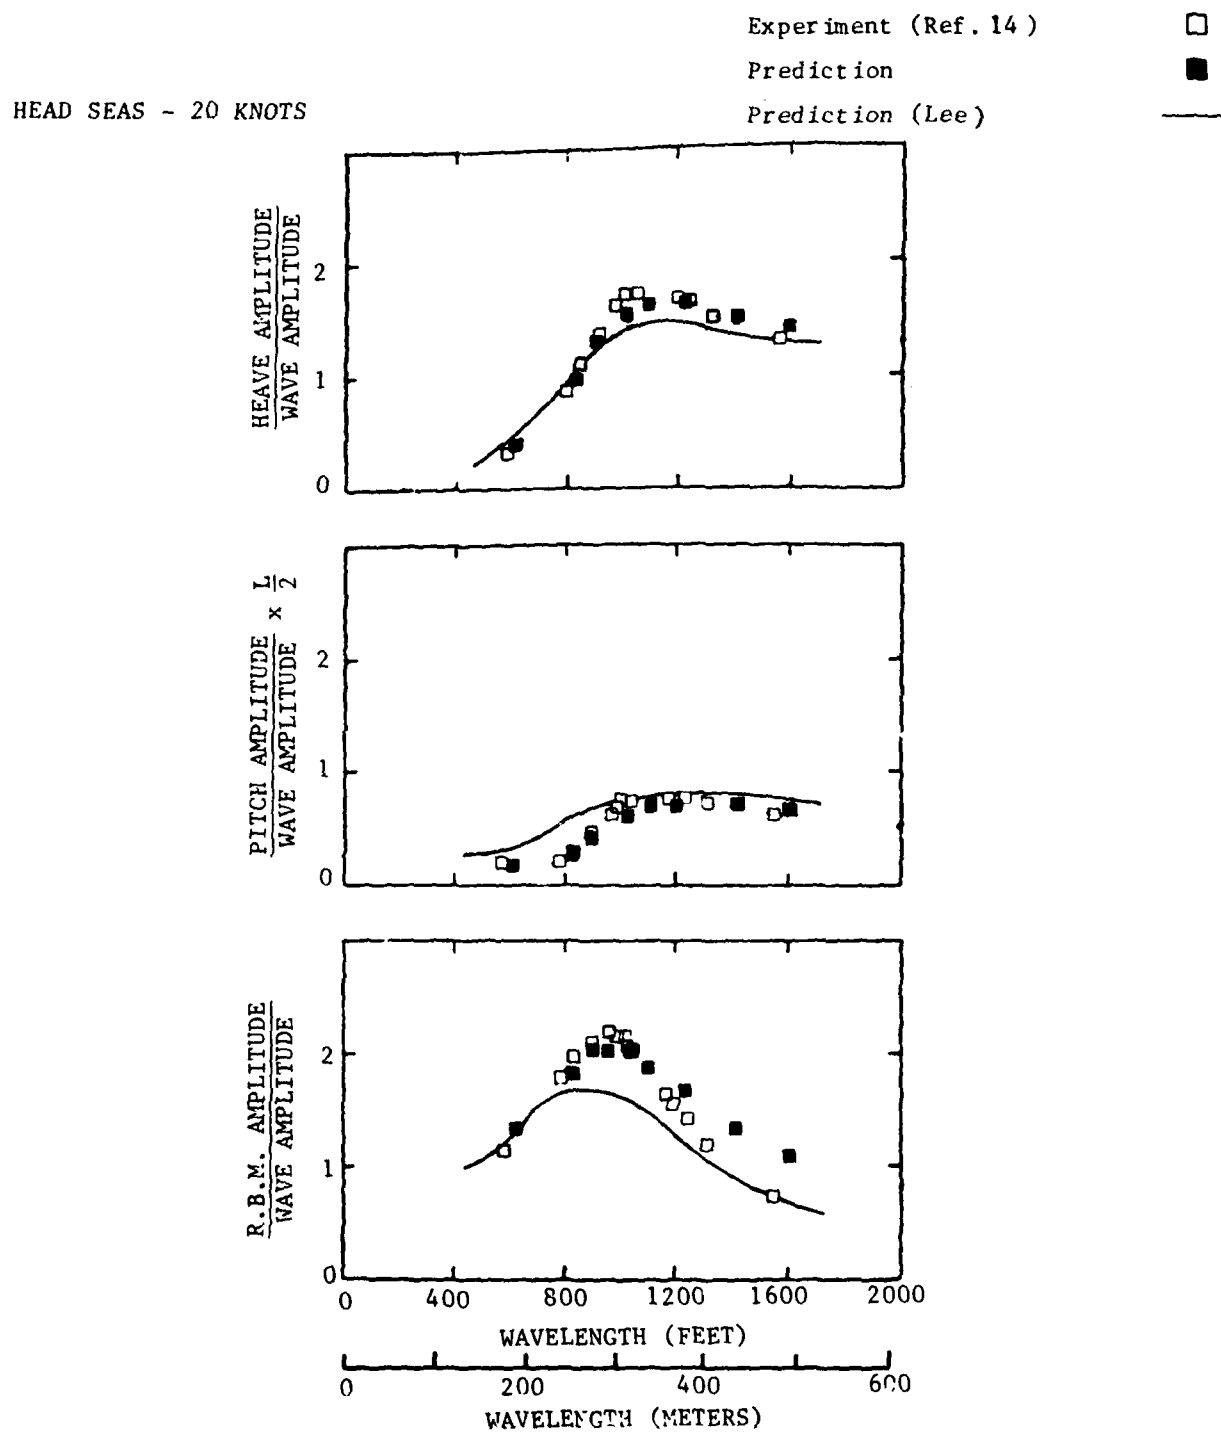 Experiment (Ref. 14)
Prediction
HEAD SEAS - 20 KNOTS
Prediction (Lee)
HEAVE AMPLITUDE
WAVE AMPLITUDE
2
1
0
PITCH AMPLITUDE x L
WAVE AMPLITUDE 2
2
1
0
R.B.M. AMPLITUDE
WAVE AMPLITUDE
2
1
0
0 400 800 1200 1600 2000
WAVELENGTH (FEET)
0 200 400 600
WAVELENGTH (METERS)